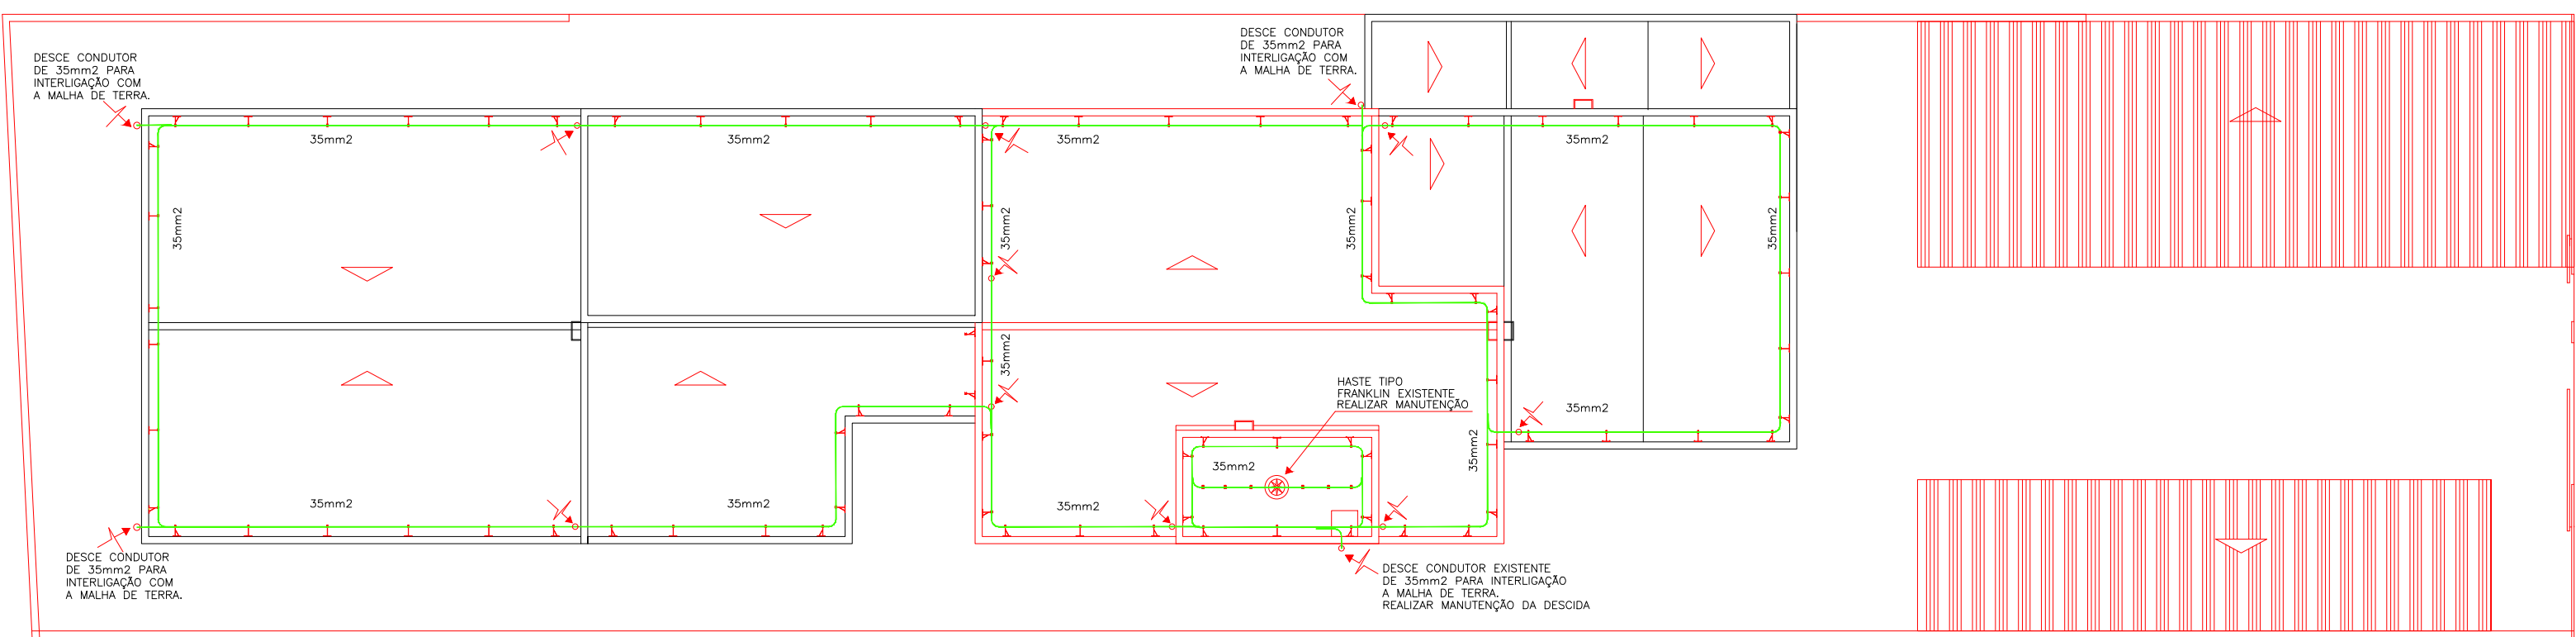 DESCE CONDUTOR
DE 35mm2 PARA
INTERLIGAÇÃO COM
A MALHA DE TERRA.
DESCE CONDUTOR
DE 35mm2 PARA
INTERLIGAÇÃO COM
A MALHA DE TERRA.
35mm2
35mm2
35mm2
35mm2
35mm2
35mm2
35mm2
35mm2
35mm2
HASTE TIPO
FRANKLIN EXISTENTE
REALIZAR MANUTENÇÃO
35mm2
35mm2
35mm2
35mm2
35mm2
35mm2
DESCE CONDUTOR
DE 35mm2 PARA
INTERLIGAÇÃO COM
A MALHA DE TERRA.
DESCE CONDUTOR EXISTENTE
DE 35mm2 PARA INTERLIGAÇÃO
A MALHA DE TERRA.
REALIZAR MANUTENÇÃO DA DESCIDA